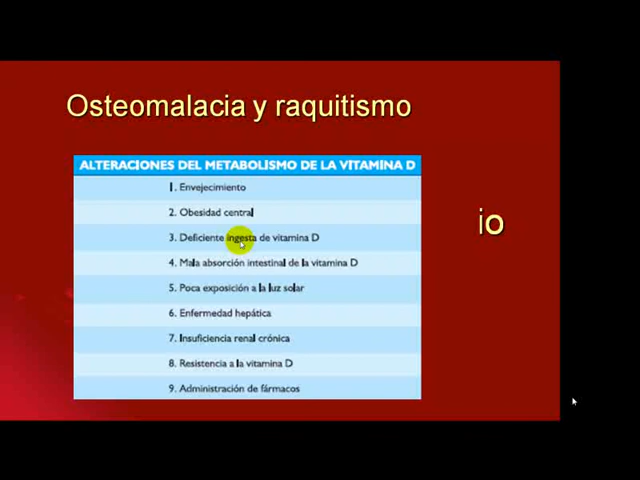 Osteomalacia y raquitismo
ALTERACIONES DEL METABOLISMO DE LA VITAMINA D
1. Envejecimiento
2. Obesidad central
3. Deficiente ingesta de vitamina D
4. Mala absorción intestinal de la vitamina D
5. Poca exposición a la luz solar
6. Enfermedad hepática
7. Insuficiencia renal crónica
8. Resistencia a la vitamina D
9. Administración de fármacos
io